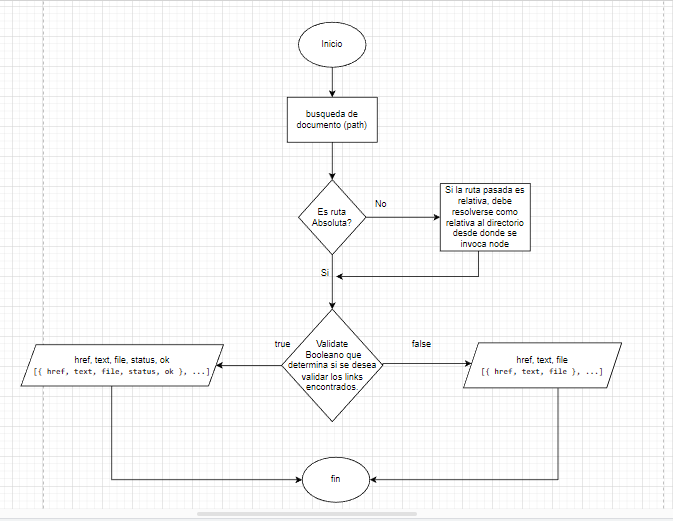 Inicio
busqueda de
documento (path)
Es ruta
Absoluta?
No
Si la ruta pasada es
relativa, debe
resolverse como
relativa al directorio
desde donde se
invoca node
Si
true
Validate
Booleano que
determina si se desea
validar los links
encontrados.
false
href, text, file, status, ok
[{ href, text, file, status, ok }, ...]
href, text, file
[{ href, text, file }, ...]
fin